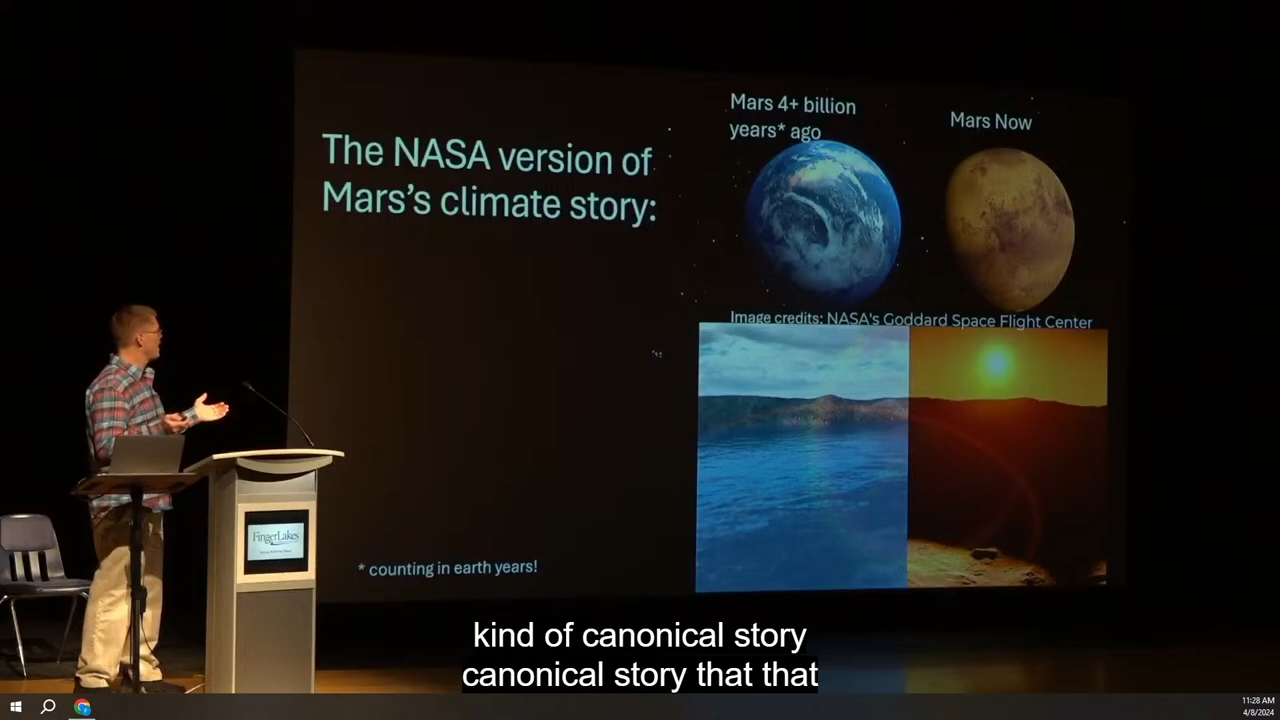 The NASA version of
Mars's climate story:
Mars 4+ billion
years* ago
Mars Now
Image credits: NASA's Goddard Space Flight Center
* counting in earth years!
FingerLakes
kind of canonical story
canonical story that that
11:28 AM
4/8/2024